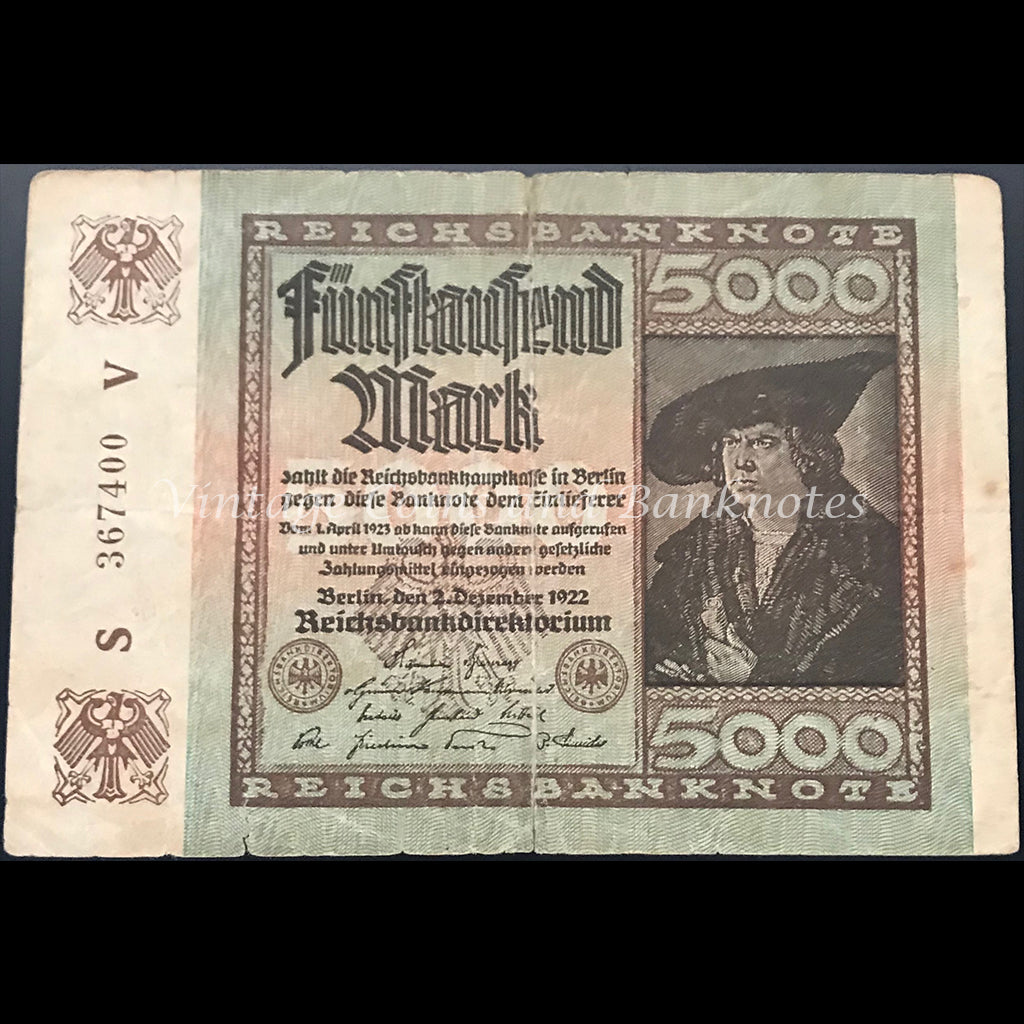 REICHSBANKNOTE
Fünftausend
Mark
5000
zahlt die Reichsbankhauptkasse in Berlin
gegen diese Banknote dem Einlieferer
Vom 1. April 1923 ab kann diese Banknote aufgerufen
und unter Umtausch gegen andere gesetzliche
Zahlungsmittel eingezogen werden
Berlin, den 2. Dezember 1922
Reichsbankdirektorium
5000
REICHSBANKNOTE
S 367400 V
Vintage Banknotes